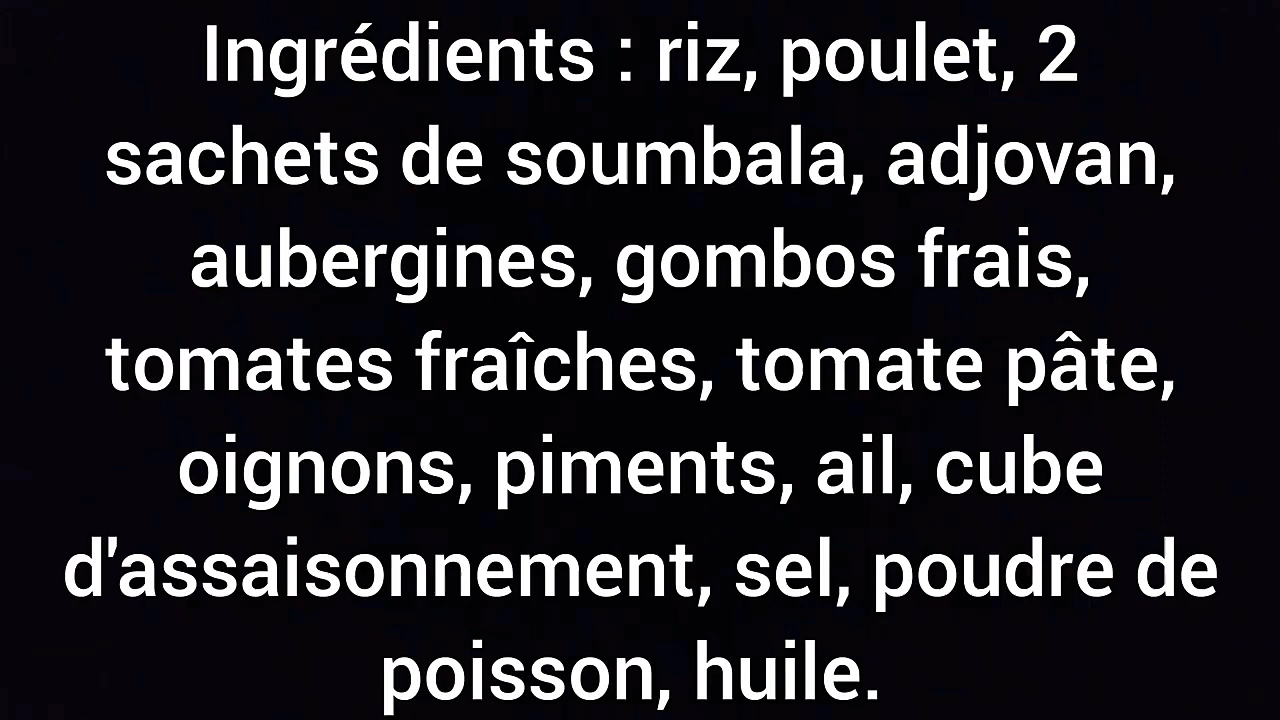 Ingrédients : riz, poulet, 2
sachets de soumbala, adjovan,
aubergines, gombos frais,
tomates fraîches, tomate pâte,
oignons, piments, ail, cube
d'assaisonnement, sel, poudre de
poisson, huile.